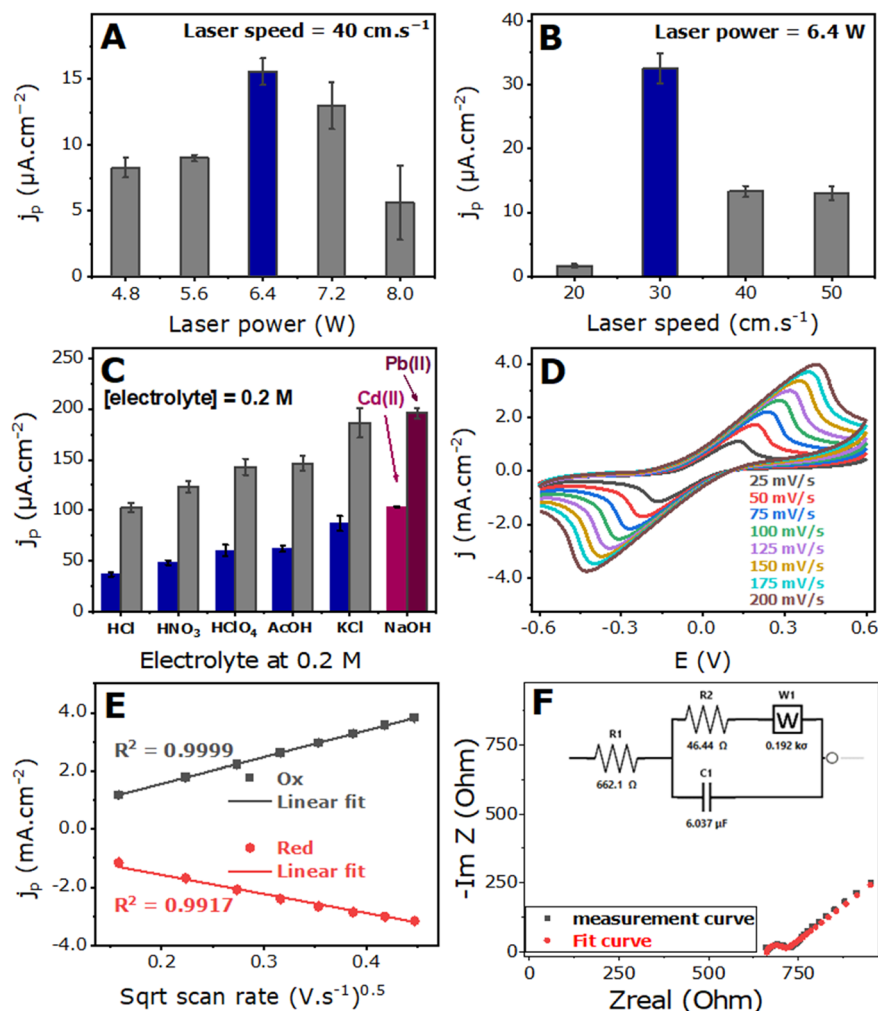 A
Laser speed = 40 cm.s⁻¹
jₚ (µA.cm⁻²)
15
10
5
0
4.8 5.6 6.4 7.2 8.0
Laser power (W)
B
Laser power = 6.4 W
jₚ (µA.cm⁻²)
40
30
20
10
0
20 30 40 50
Laser speed (cm.s⁻¹)
C
[electrolyte] = 0.2 M
Pb(II)
Cd(II)
jₚ (µA.cm⁻²)
250
200
150
100
50
0
HCl HNO₃ HClO₄ AcOH KCl NaOH
Electrolyte at 0.2 M
D
j (mA.cm⁻²)
4.0
2.0
0.0
-2.0
-4.0
25 mV/s
50 mV/s
75 mV/s
100 mV/s
125 mV/s
150 mV/s
175 mV/s
200 mV/s
-0.6 -0.3 0.0 0.3 0.6
E (V)
E
R² = 0.9999
Ox
Linear fit
Red
Linear fit
R² = 0.9917
jₚ (mA.cm⁻²)
4.0
2.0
0.0
-2.0
-4.0
0.2 0.3 0.4
Sqrt scan rate (V.s⁻¹)⁰·⁵
F
R1
662.1 Ω
R2
46.44 Ω
W1
W
0.192 kσ
C1
6.037 µF
-Im Z (Ohm)
750
500
250
0
measurement curve
Fit curve
0 250 500 750
Zreal (Ohm)